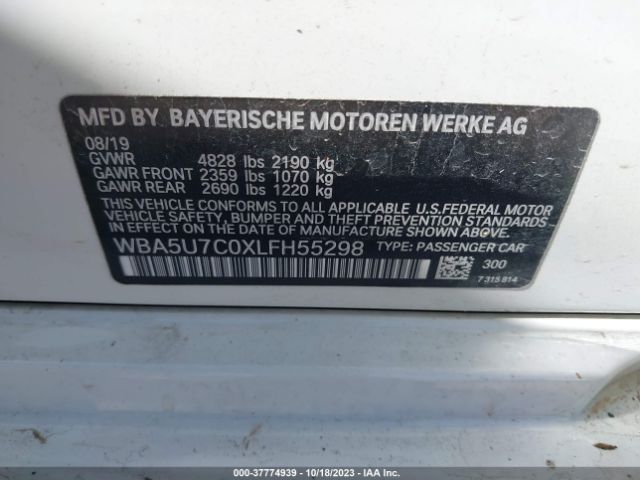 MFD BY BAYERISCHE MOTOREN WERKE AG
08/19
GVWR 4828 lbs 2190 kg
GAWR FRONT 2359 lbs 1070 kg
GAWR REAR 2690 lbs 1220 kg
THIS VEHICLE CONFORMS TO ALL APPLICABLE U.S.FEDERAL MOTOR
VEHICLE SAFETY, BUMPER AND THEFT PREVENTION STANDARDS IN
EFFECT ON THE DATE OF MANUFACTURE SHOWN ABOVE.
WBA5U7C0XLFH55298 TYPE: PASSENGER CAR
300
7 315 814
000-37774939 | 10/18/2023 | IAA Inc.